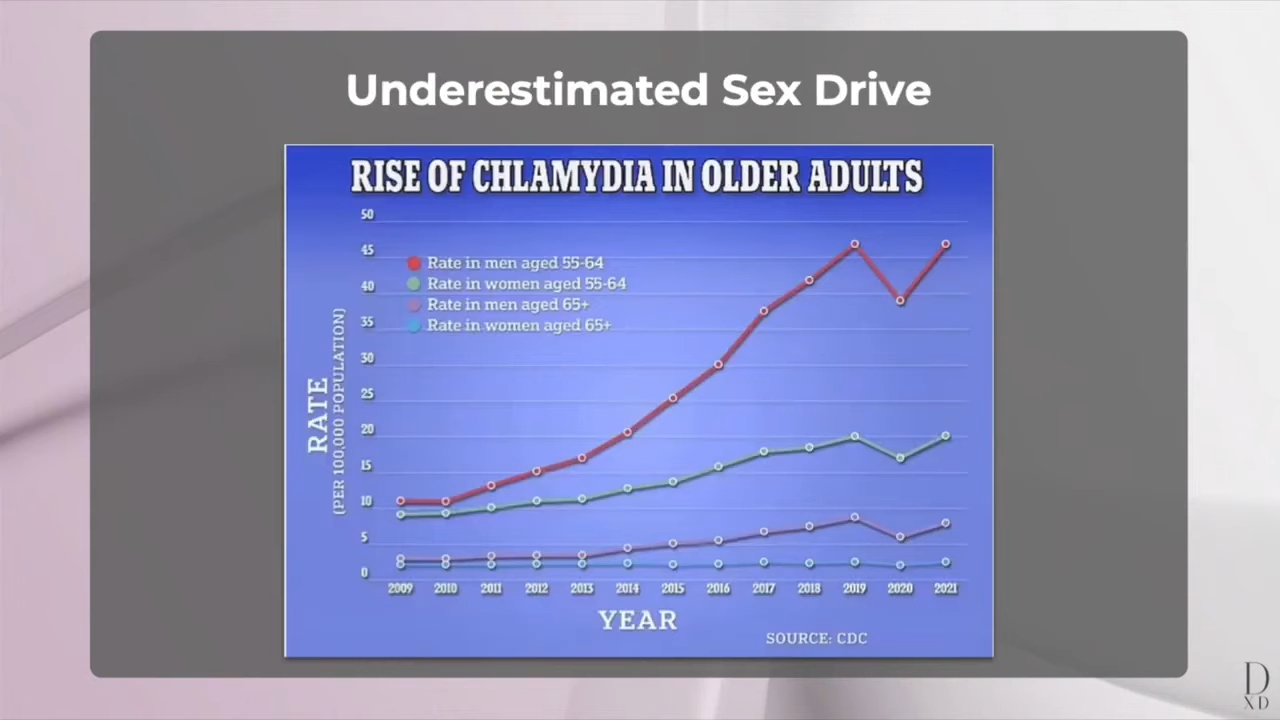 Underestimated Sex Drive
RISE OF CHLAMYDIA IN OLDER ADULTS
50
45
40
35
30
25
20
15
10
5
0
Rate in men aged 55-64
Rate in women aged 55-64
Rate in men aged 65+
Rate in women aged 65+
RATE
(PER 100,000 POPULATION)
2009 2010 2011 2012 2013 2014 2015 2016 2017 2018 2019 2020 2021
YEAR
SOURCE: CDC
D
XD